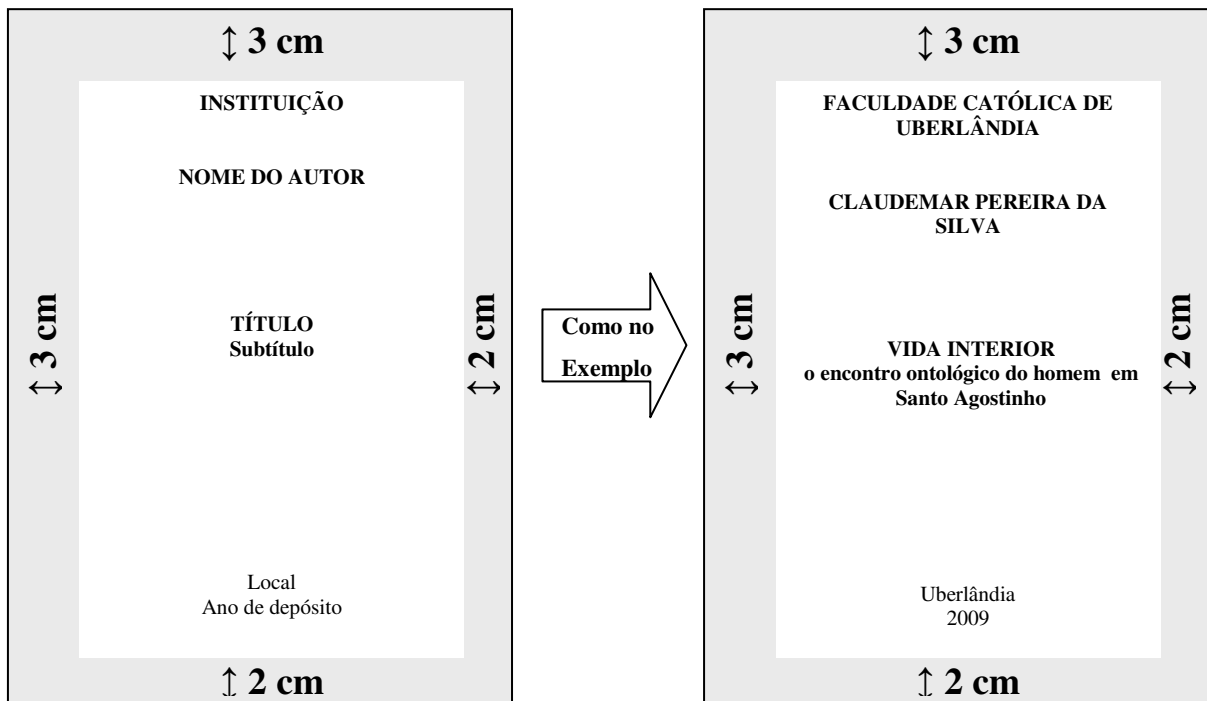 ↕ 3 cm
INSTITUIÇÃO
NOME DO AUTOR
↕ 3 cm
TÍTULO
Subtítulo
↕ 2 cm
Local
Ano de depósito
↕ 2 cm
Como no
Exemplo
↕ 3 cm
FACULDADE CATÓLICA DE
UBERLÂNDIA
CLAUDEMAR PEREIRA DA
SILVA
↕ 3 cm
VIDA INTERIOR
o encontro ontológico do homem em
Santo Agostinho
↕ 2 cm
Uberlândia
2009
↕ 2 cm